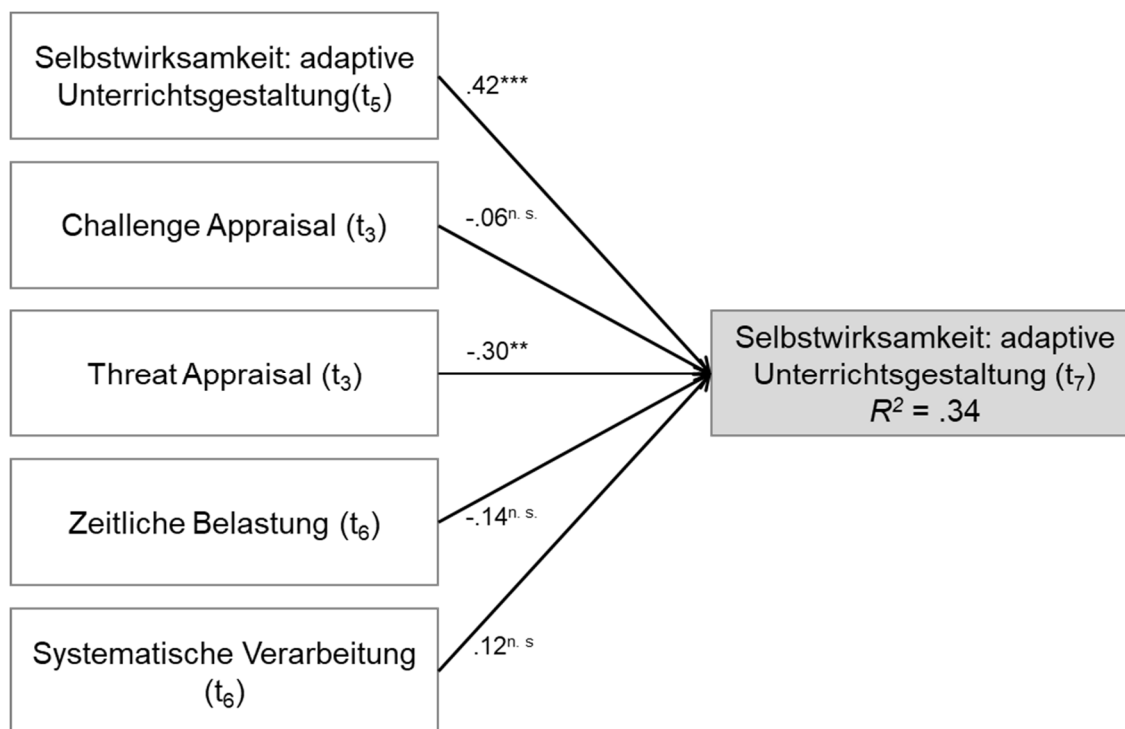 Selbstwirksamkeit: adaptive
Unterrichtsgestaltung(t₅)
.42***
Challenge Appraisal (t₃)
-.06ⁿ· ˢ·
Threat Appraisal (t₃)
-.30**
Selbstwirksamkeit: adaptive
Unterrichtsgestaltung (t₇)
R² = .34
Zeitliche Belastung (t₆)
-.14ⁿ· ˢ·
Systematische Verarbeitung
(t₆)
.12ⁿ· ˢ